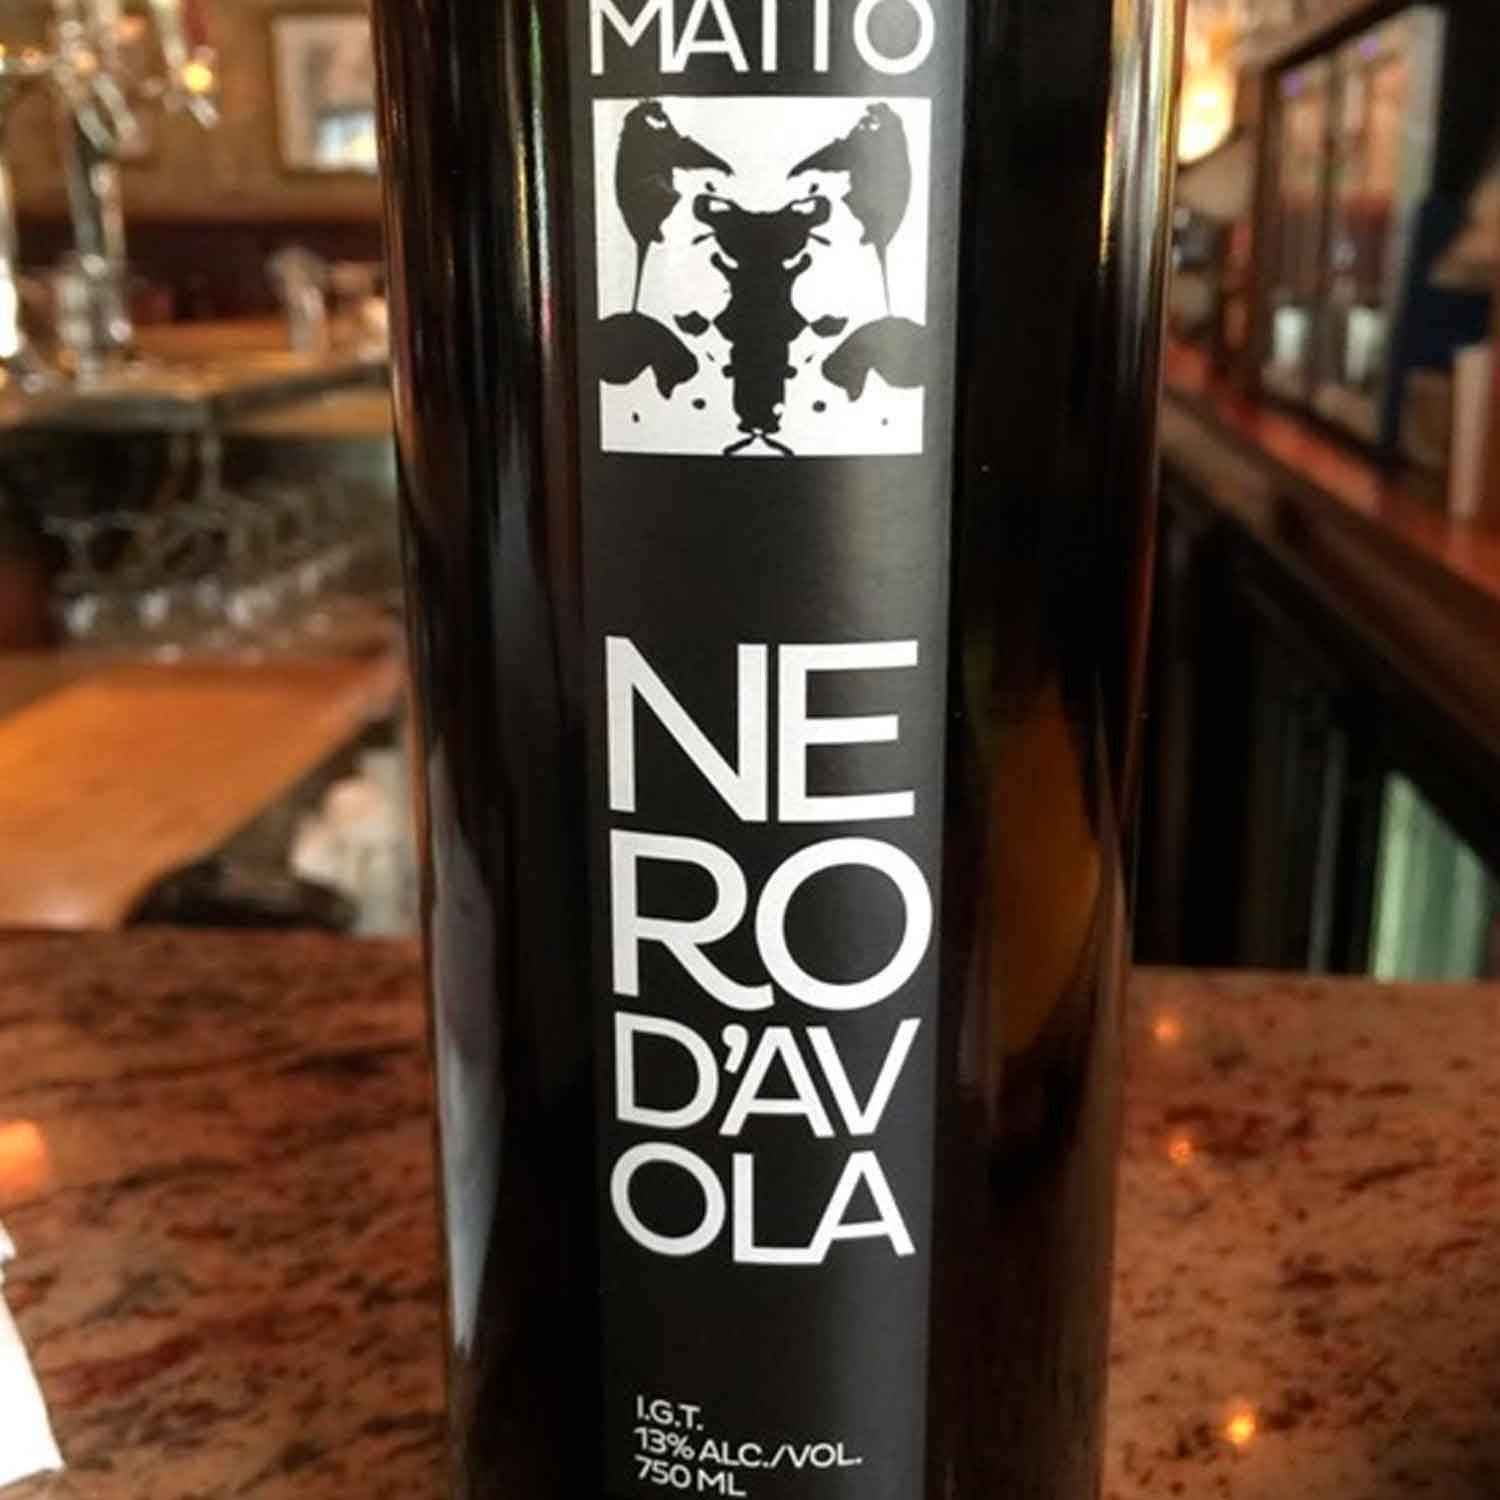 MATTO
NE
RO
D'AV
OLA
I.G.T.
13% ALC./VOL.
750 ML